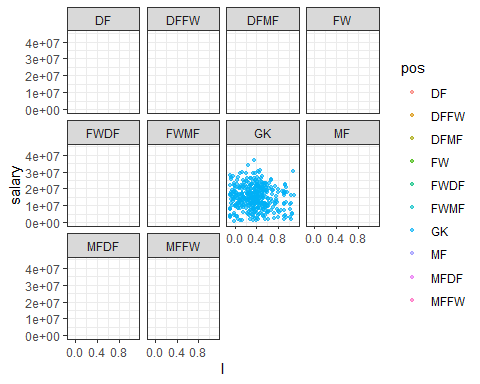 DF DFFW DFMF FW
4e+07
3e+07
2e+07
1e+07
0e+00
FWDF FWMF GK MF
4e+07
3e+07
2e+07
1e+07
0e+00
0.0 0.4 0.8 0.0 0.4 0.8
MFDF MFFW
4e+07
3e+07
2e+07
1e+07
0e+00
0.0 0.4 0.8 0.0 0.4 0.8
salary
I
pos
DF
DFFW
DFMF
FW
FWDF
FWMF
GK
MF
MFDF
MFFW